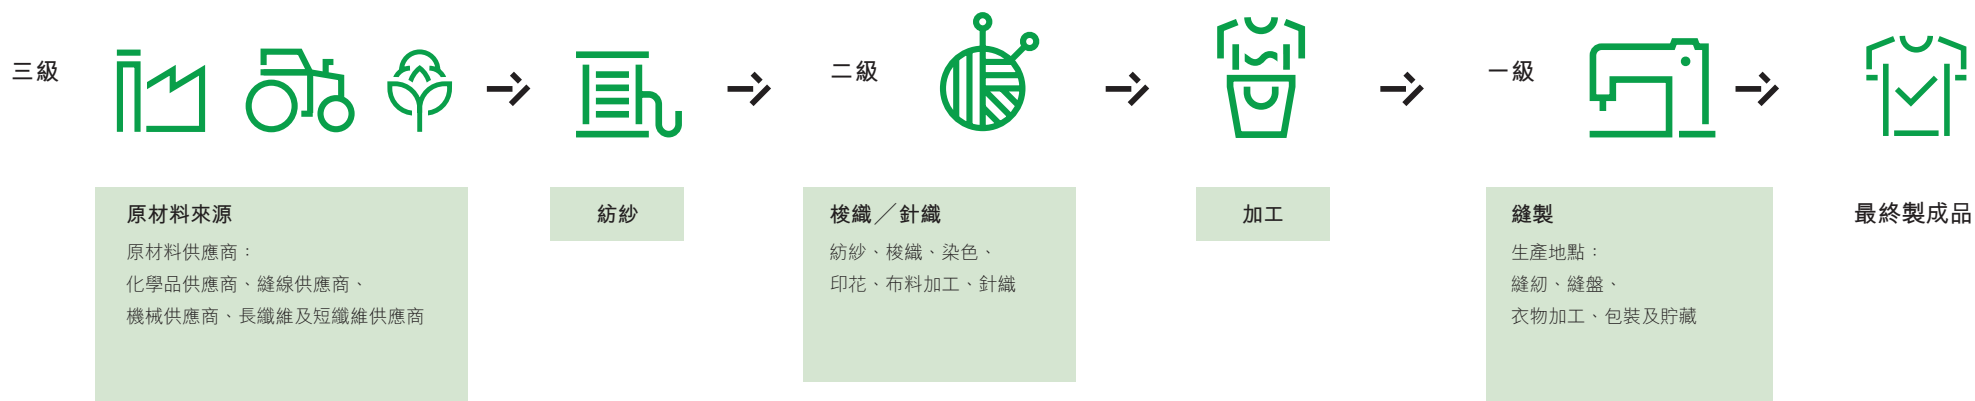 三級
原材料來源
原材料供應商：
化學品供應商、縫線供應商、
機械供應商、長纖維及短纖維供應商
紡紗
二級
梭織／針織
紡紗、梭織、染色、
印花、布料加工、針織
加工
一級
縫製
生產地點：
縫紉、縫盤、
衣物加工、包裝及貯藏
最終製成品